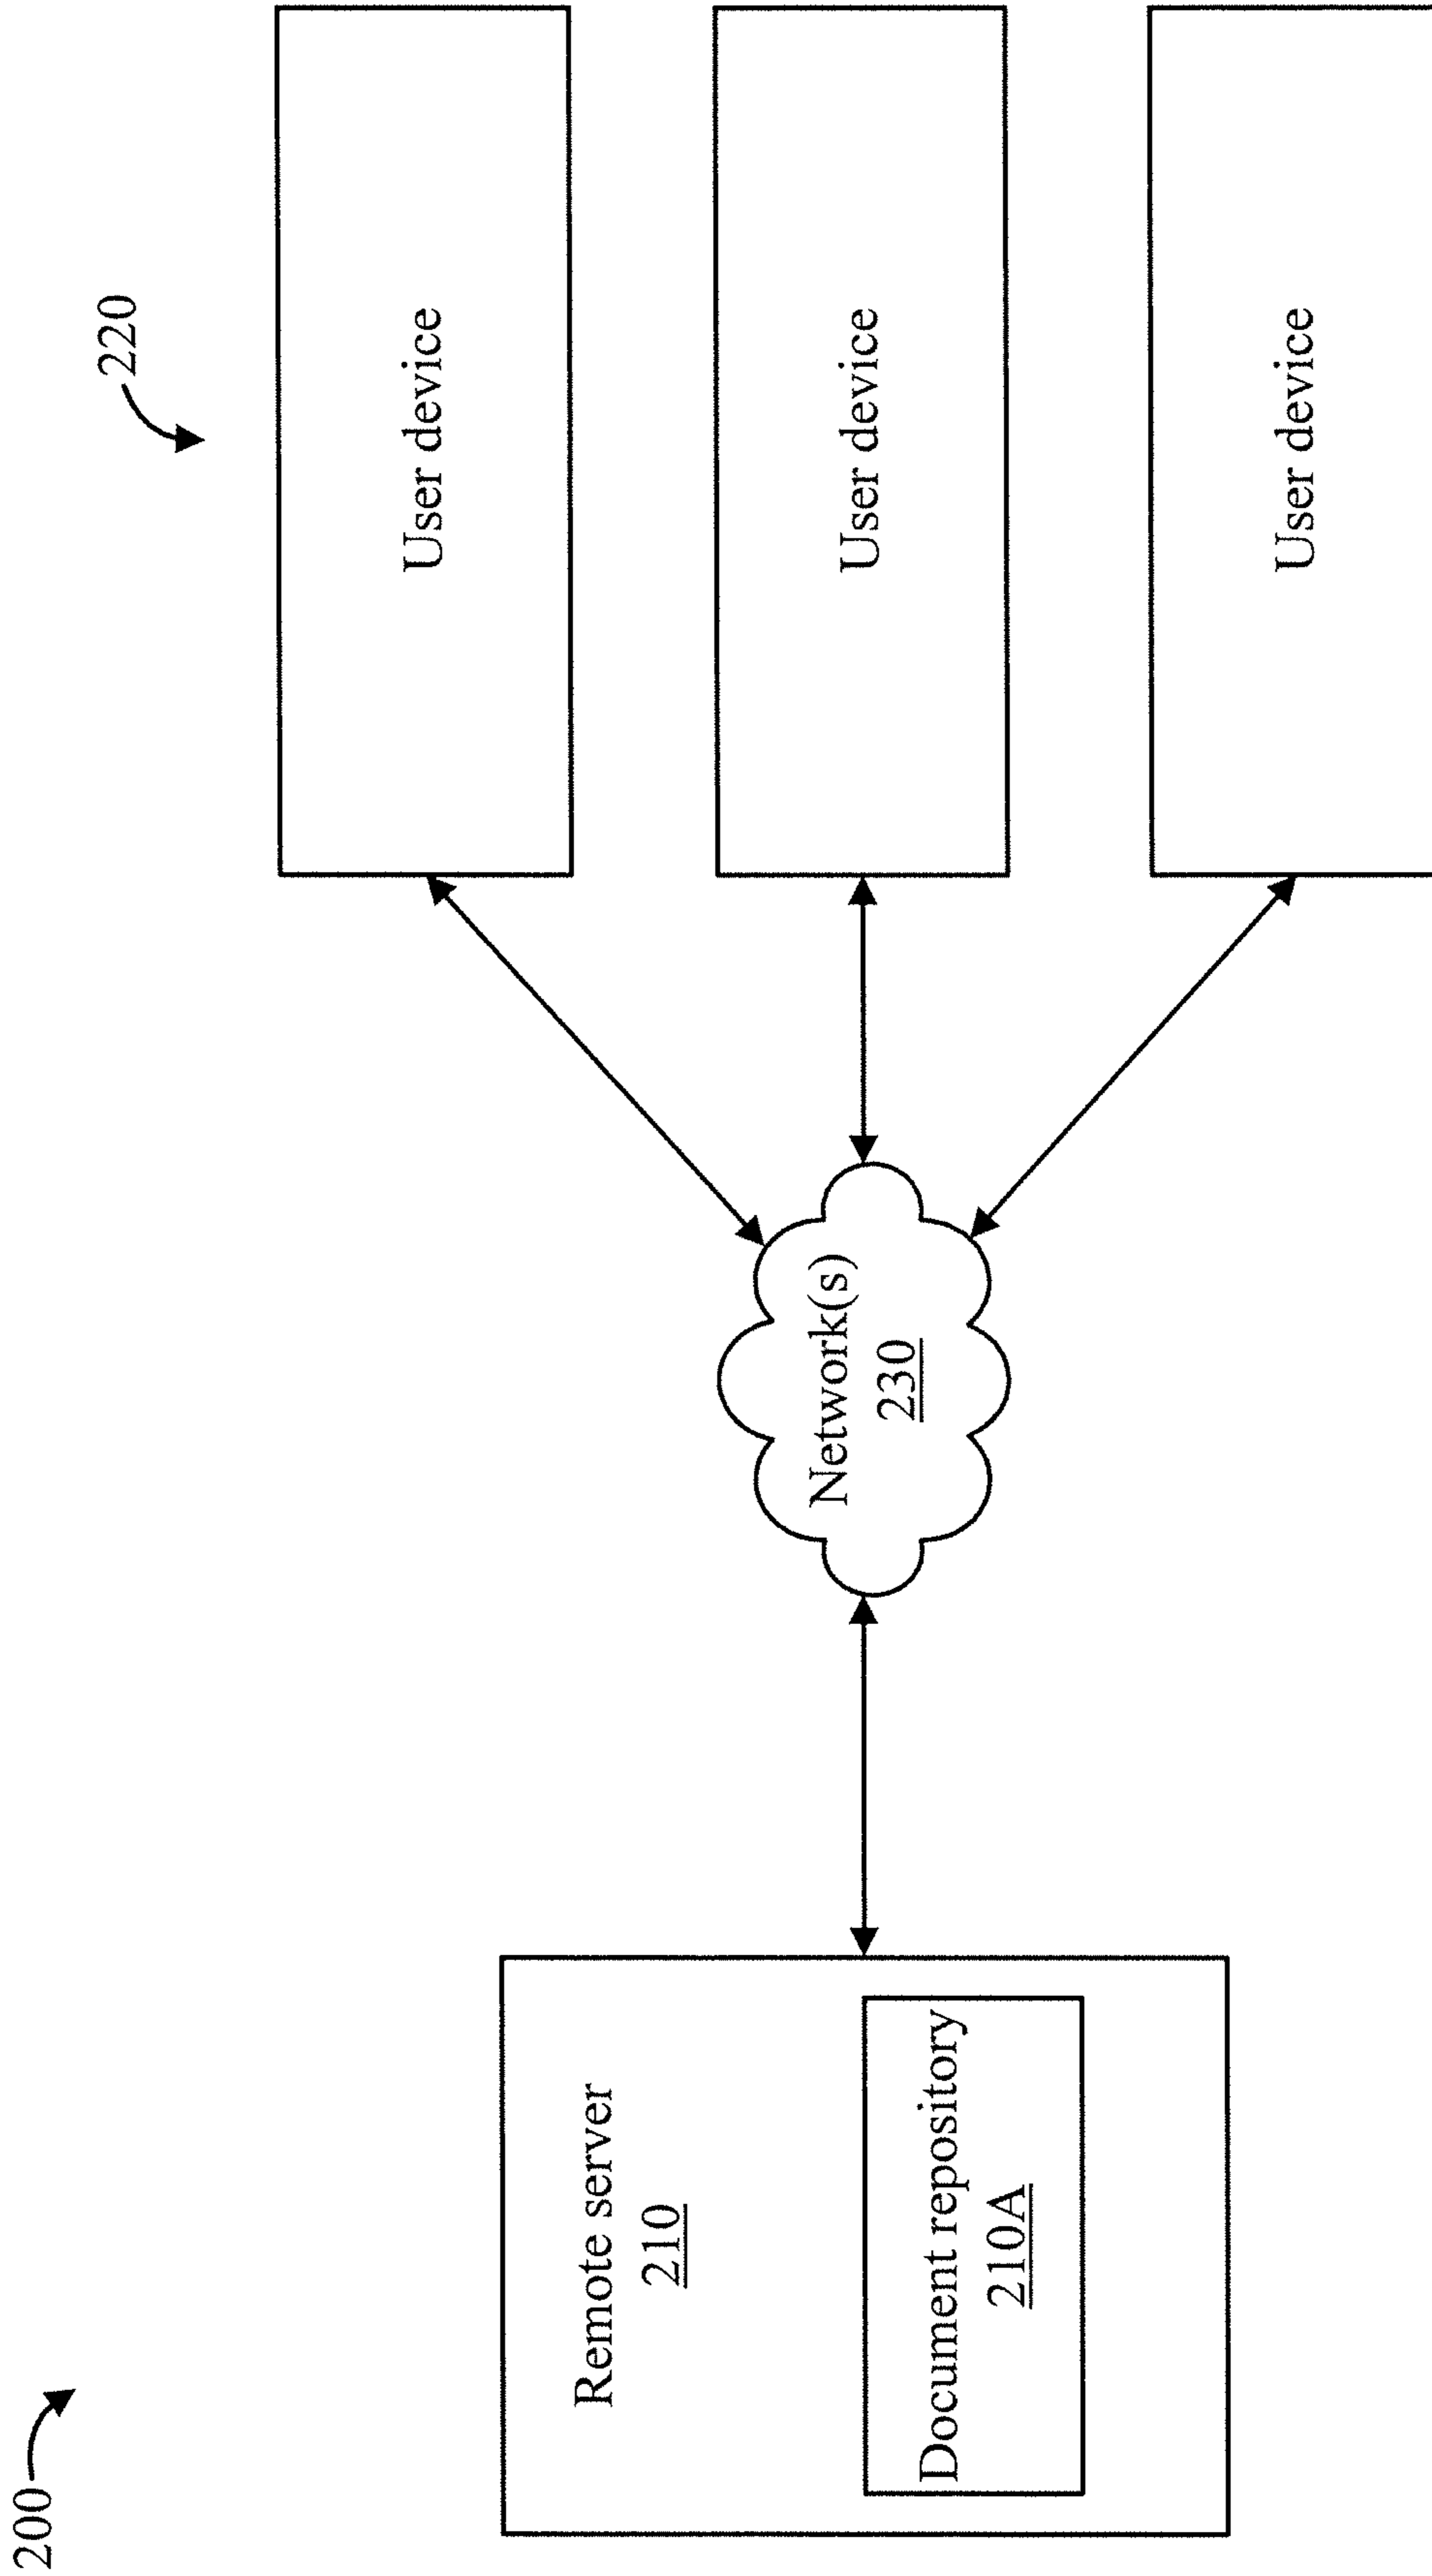 200
220
Remote server
210
Document repository
210A
Network(s)
230
User device
User device
User device